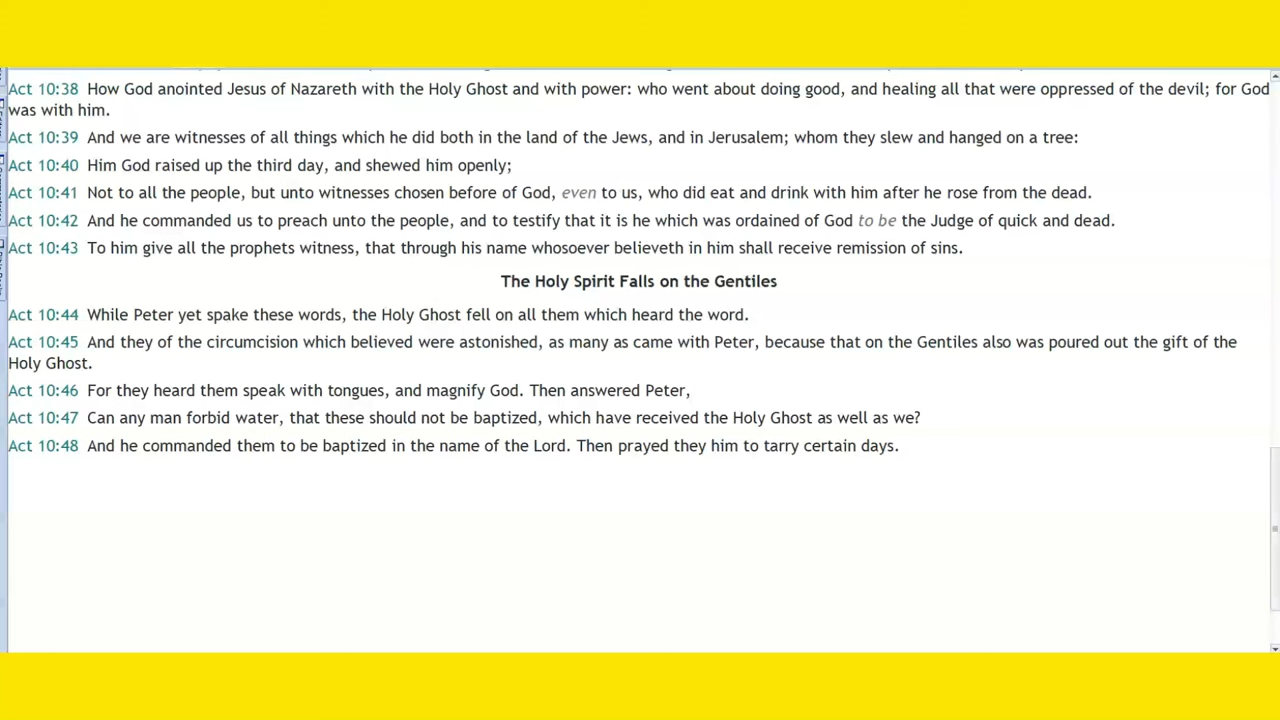 Act 10:38 How God anointed Jesus of Nazareth with the Holy Ghost and with power: who went about doing good, and healing all that were oppressed of the devil; for God
was with him.
Act 10:39 And we are witnesses of all things which he did both in the land of the Jews, and in Jerusalem; whom they slew and hanged on a tree:
Act 10:40 Him God raised up the third day, and shewed him openly;
Act 10:41 Not to all the people, but unto witnesses chosen before of God, even to us, who did eat and drink with him after he rose from the dead.
Act 10:42 And he commanded us to preach unto the people, and to testify that it is he which was ordained of God to be the Judge of quick and dead.
Act 10:43 To him give all the prophets witness, that through his name whosoever believeth in him shall receive remission of sins.
The Holy Spirit Falls on the Gentiles
Act 10:44 While Peter yet spake these words, the Holy Ghost fell on all them which heard the word.
Act 10:45 And they of the circumcision which believed were astonished, as many as came with Peter, because that on the Gentiles also was poured out the gift of the
Holy Ghost.
Act 10:46 For they heard them speak with tongues, and magnify God. Then answered Peter,
Act 10:47 Can any man forbid water, that these should not be baptized, which have received the Holy Ghost as well as we?
Act 10:48 And he commanded them to be baptized in the name of the Lord. Then prayed they him to tarry certain days.